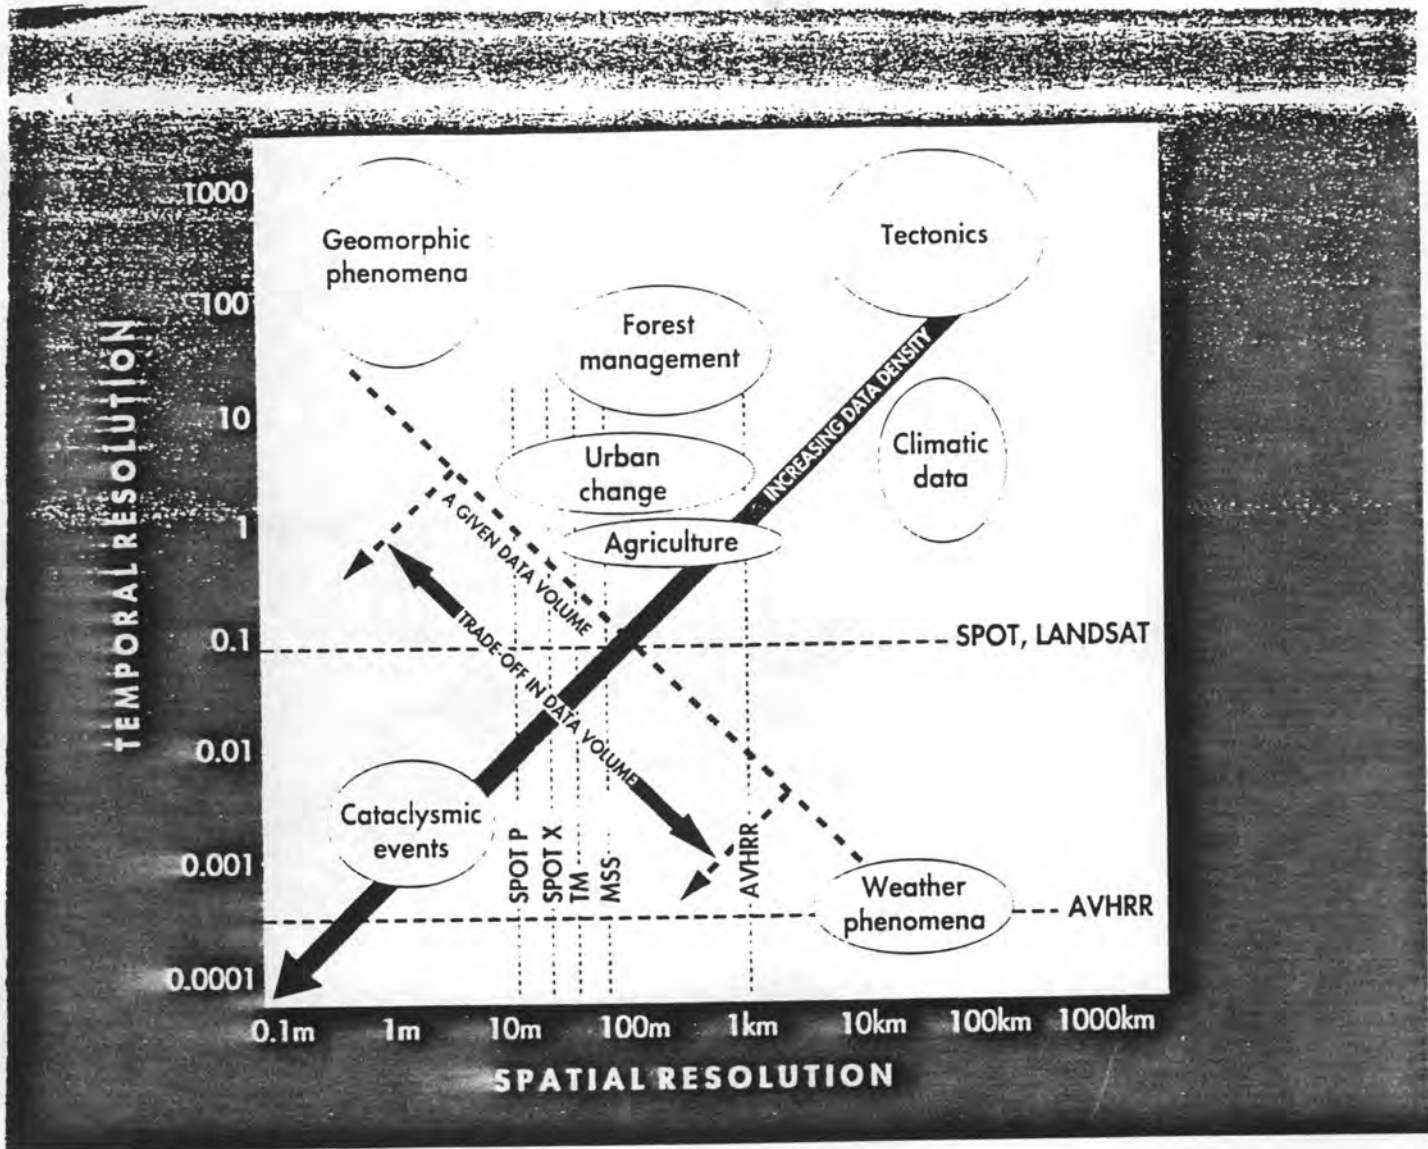 1000
100
10
1
0.1
0.01
0.001
0.0001
TEMPORAL RESOLUTION
Geomorphic
phenomena
Tectonics
Forest
management
INCREASING DATA DENSITY
Climatic
data
Urban
change
Agriculture
A GIVEN DATA VOLUME
TRADE-OFF IN DATA VOLUME
SPOT, LANDSAT
Cataclysmic
events
SPOT P
SPOT X
TM
MSS
AVHRR
Weather
phenomena
AVHRR
0.1m 1m 10m 100m 1km 10km 100km 1000km
SPATIAL RESOLUTION